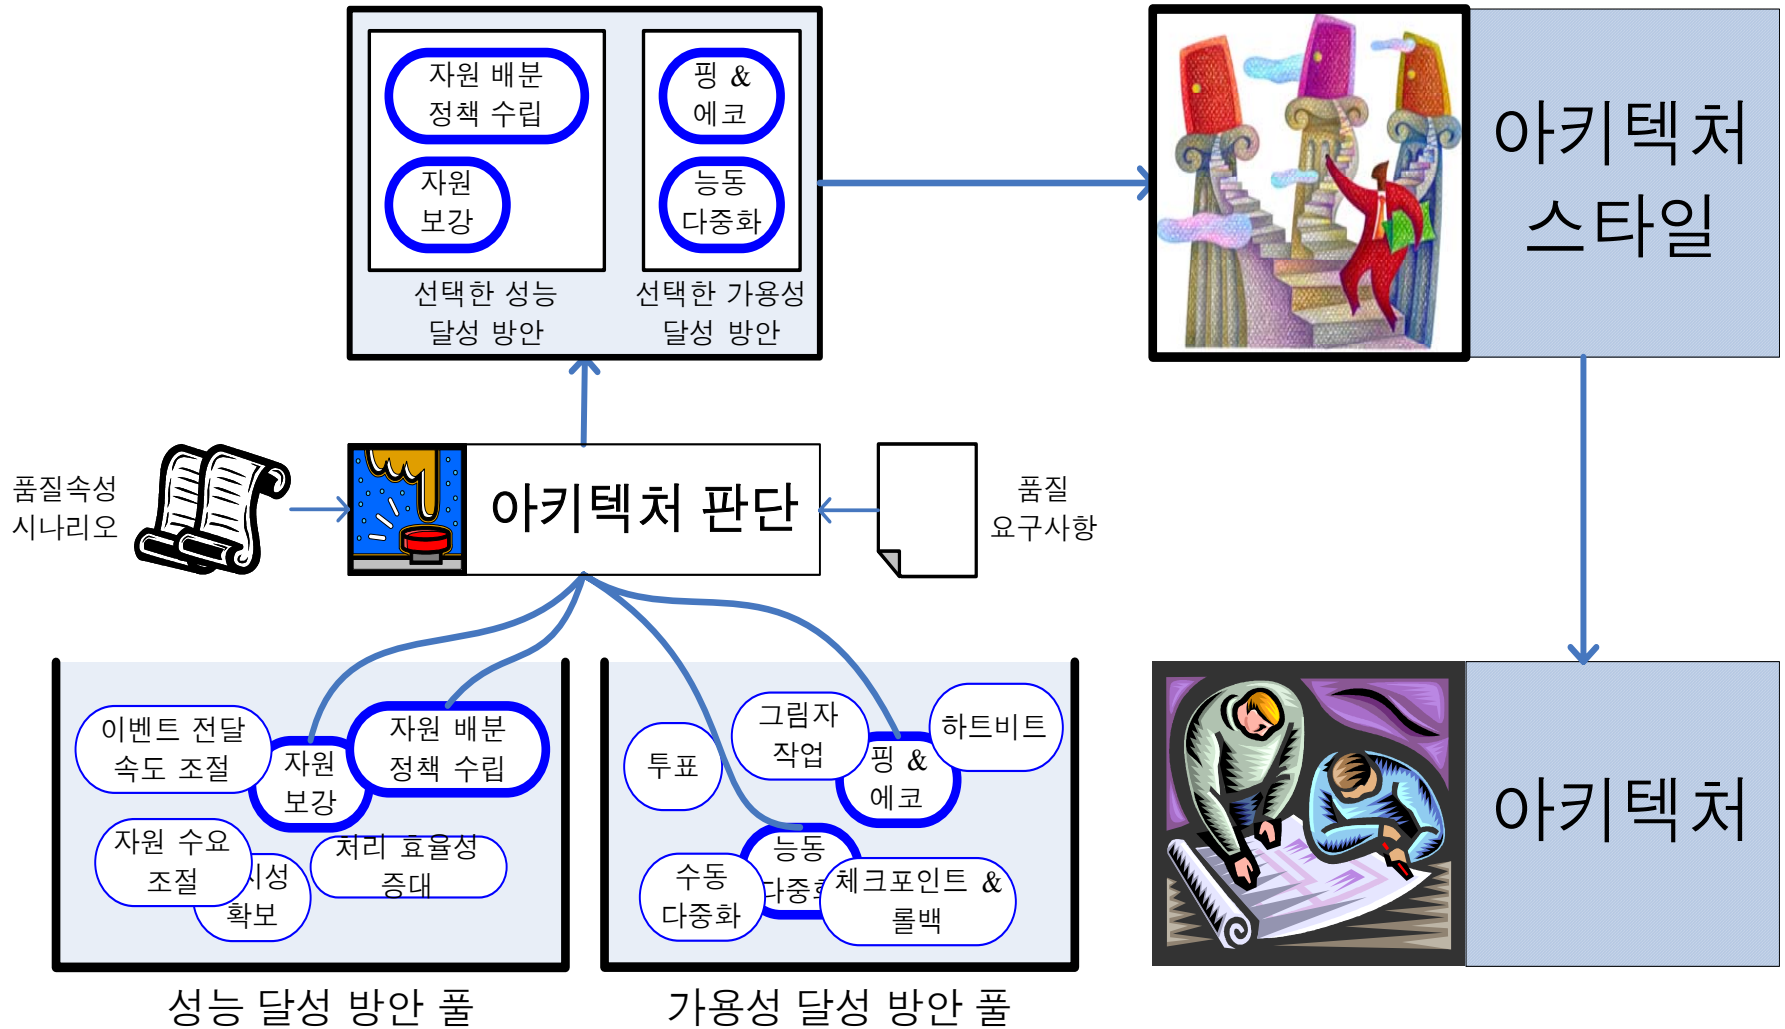 자원 배분
정책 수립
자원
보강
선택한 성능
달성 방안
핑 &
에코
능동
다중화
선택한 가용성
달성 방안
아키텍처
스타일
품질속성
시나리오
아키텍처 판단
품질
요구사항
이벤트 전달
속도 조절
자원
보강
자원 배분
정책 수립
자원 수요
조절
확보
처리 효율성
증대
성능 달성 방안 풀
투표
그림자
작업
핑 &
에코
하트비트
수동
다중화
능동
체크포인트 &
롤백
가용성 달성 방안 풀
아키텍처